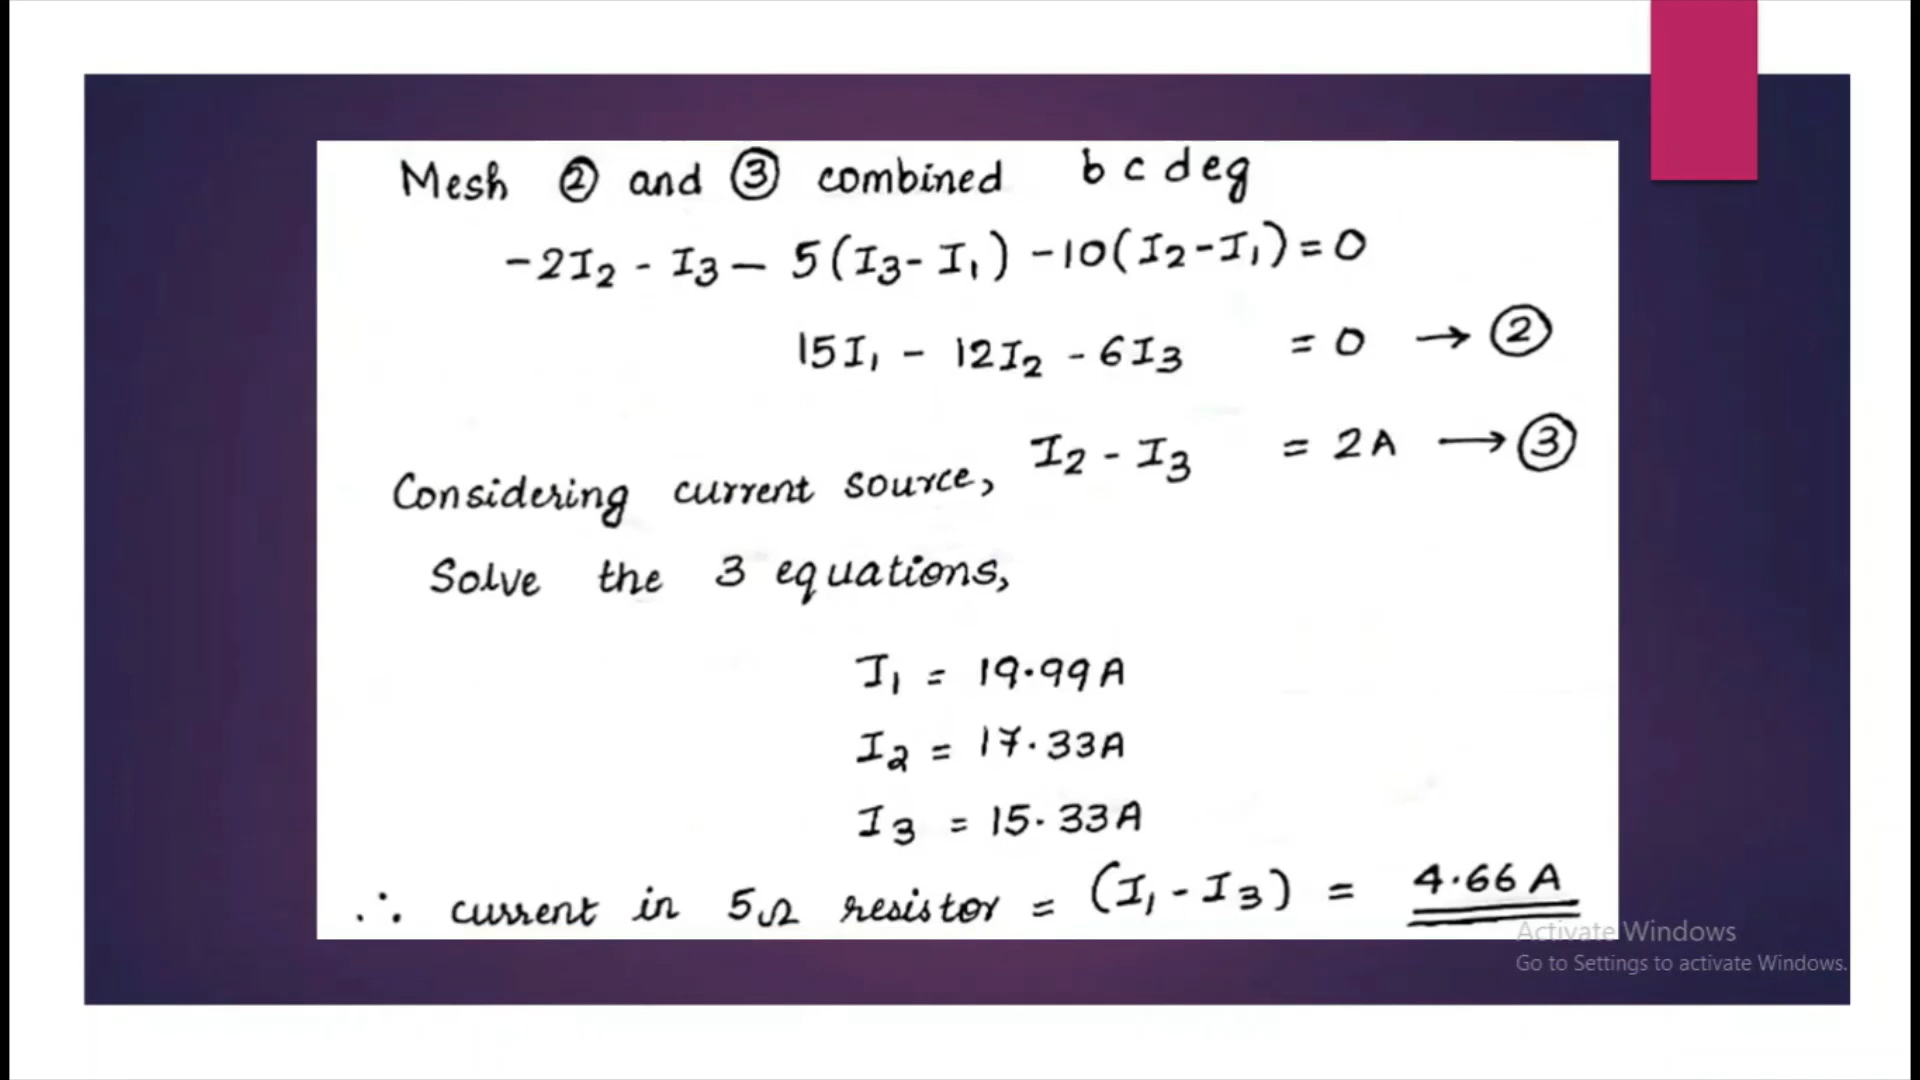 Mesh ② and ③ combined b c d e g
-2I₂ - I₃ - 5(I₃ - I₁) - 10(I₂ - I₁) = 0
15I₁ - 12I₂ - 6I₃ = 0 → ②
Considering current source, I₂ - I₃ = 2A → ③
Solve the 3 equations,
I₁ = 19.99A
I₂ = 17.33A
I₃ = 15.33A
∴ current in 5Ω resistor = (I₁ - I₃) = 4.66A
Activate Windows
Go to Settings to activate Windows.